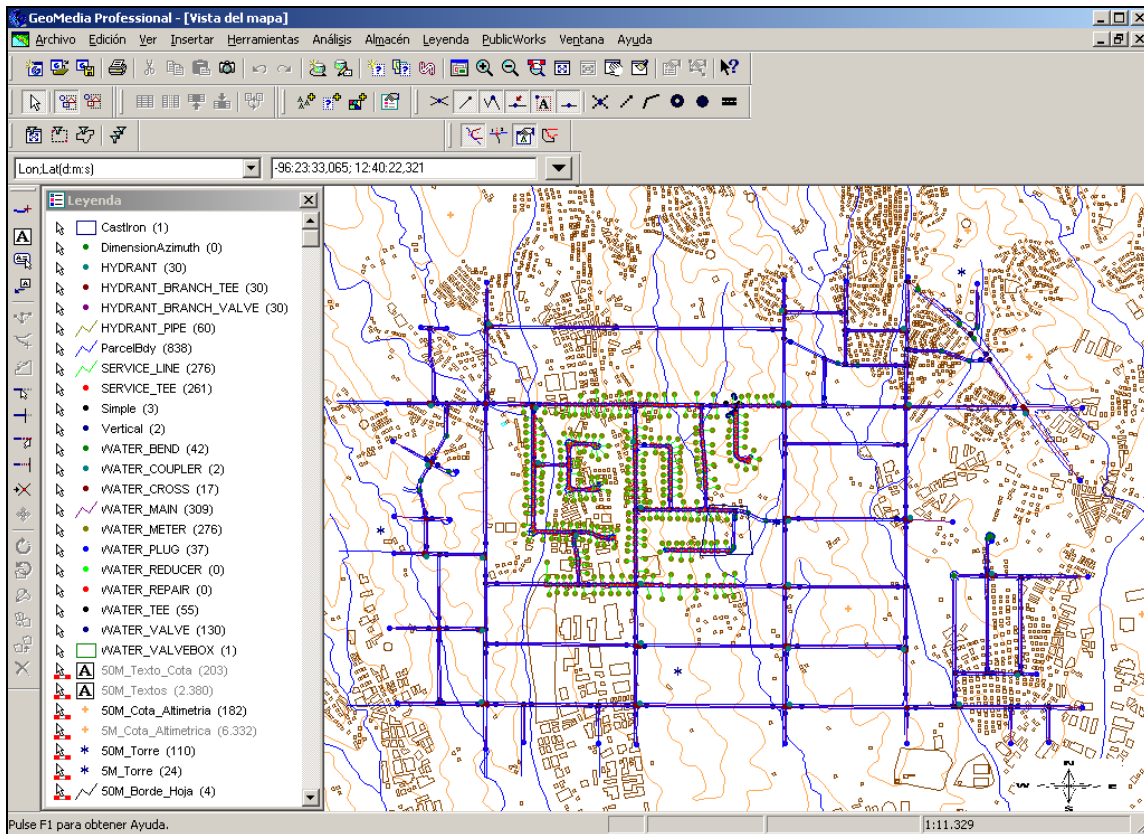 GeoMedia Professional - [Vista del mapa]
Archivo Edición Ver Insertar Herramientas Análisis Almacén Leyenda PublicWorks Ventana Ayuda
Lon;Lat(d:m:s)
-96:23:33,065; 12:40:22,321
Leyenda
CastIron (1)
DimensionAzimuth (0)
HYDRANT (30)
HYDRANT_BRANCH_TEE (30)
HYDRANT_BRANCH_VALVE (30)
HYDRANT_PIPE (60)
ParcelBdy (838)
SERVICE_LINE (276)
SERVICE_TEE (261)
Simple (3)
Vertical (2)
WATER_BEND (42)
WATER_COUPLER (2)
WATER_CROSS (17)
WATER_MAIN (309)
WATER_METER (276)
WATER_PLUG (37)
WATER_REDUCER (0)
WATER_REPAIR (0)
WATER_TEE (55)
WATER_VALVE (130)
WATER_VALVEBOX (1)
A 50M_Texto_Cota (203)
A 50M_Textos (2.380)
50M_Cota_Altimetria (182)
5M_Cota_Altimetrica (6.332)
50M_Torre (110)
5M_Torre (24)
50M_Borde_Hoja (4)
N
W E
S
Pulse F1 para obtener Ayuda.
1:11.329